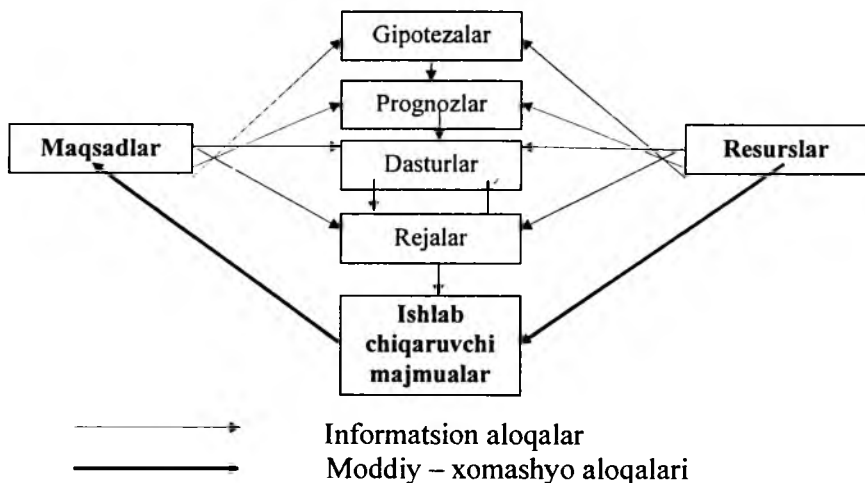 Gipotezalar
Prognozlar
Maqsadlar
Dasturlar
Resurslar
Rejalar
Ishlab
chiqaruvchi
majmualar
Informatsion aloqalar
Moddiy – xomashyo aloqalari